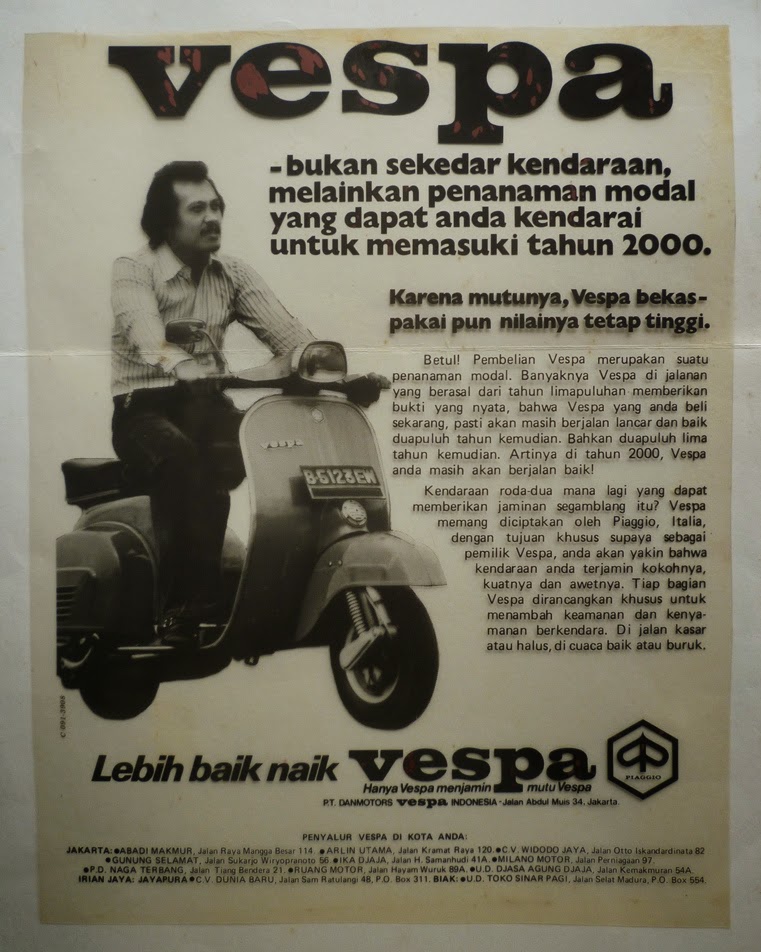 vespa
-bukan sekedar kendaraan,
melainkan penanaman modal
yang dapat anda kendarai
untuk memasuki tahun 2000.
Karena mutunya, Vespa bekas-
pakai pun nilainya tetap tinggi.
Betul! Pembelian Vespa merupakan suatu
penanaman modal. Banyaknya Vespa di jalanan
yang berasal dari tahun limapuluhan memberikan
bukti yang nyata, bahwa Vespa yang anda beli
sekarang, pasti akan masih berjalan lancar dan baik
duapuluh tahun kemudian. Bahkan duapuluh lima
tahun kemudian. Artinya di tahun 2000, Vespa
anda masih akan berjalan baik!
Kendaraan roda-dua mana lagi yang dapat
memberikan jaminan segamblang itu? Vespa
memang diciptakan oleh Piaggio, Italia,
dengan tujuan khusus supaya sebagai
pemilik Vespa, anda akan yakin bahwa
kendaraan anda terjamin kokohnya,
kuatnya dan awetnya. Tiap bagian
Vespa dirancangkan khusus untuk
menambah keamanan dan kenya-
manan berkendara. Di jalan kasar
atau halus, di cuaca baik atau buruk.
vespa
B-6123EW
C 091-3905
Lebih baik naik vespa
PIAGGIO
Hanya Vespa menjamin mutu Vespa
P.T. DANMOTORS vespa INDONESIA - Jalan Abdul Muis 34, Jakarta.
PENYALUR VESPA DI KOTA ANDA:
JAKARTA: ●ABADI MAKMUR, Jalan Raya Mangga Besar 114. ●ARLIN UTAMA, Jalan Kramat Raya 120. ●C.V. WIDODO JAYA, Jalan Otto Iskandardinata 82
●GUNUNG SELAMAT, Jalan Sukarjo Wiryopranoto 56. ●IKA DJAJA, Jalan H. Samanhudi 41A. ●MILANO MOTOR, Jalan Perniagaan 97.
●P.D. NAGA TERBANG, Jalan Tiang Bendera 21. ●RUANG MOTOR, Jalan Hayam Wuruk 89A. ●U.D. DJASA AGUNG DJAJA, Jalan Kemakmuran 54A.
IRIAN JAYA: JAYAPURA ●C.V. DUNIA BARU, Jalan Sam Ratulangi 48, P.O. Box 311. BIAK: ●U.D. TOKO SINAR PAGI, Jalan Selat Madura, P.O. Box 554.